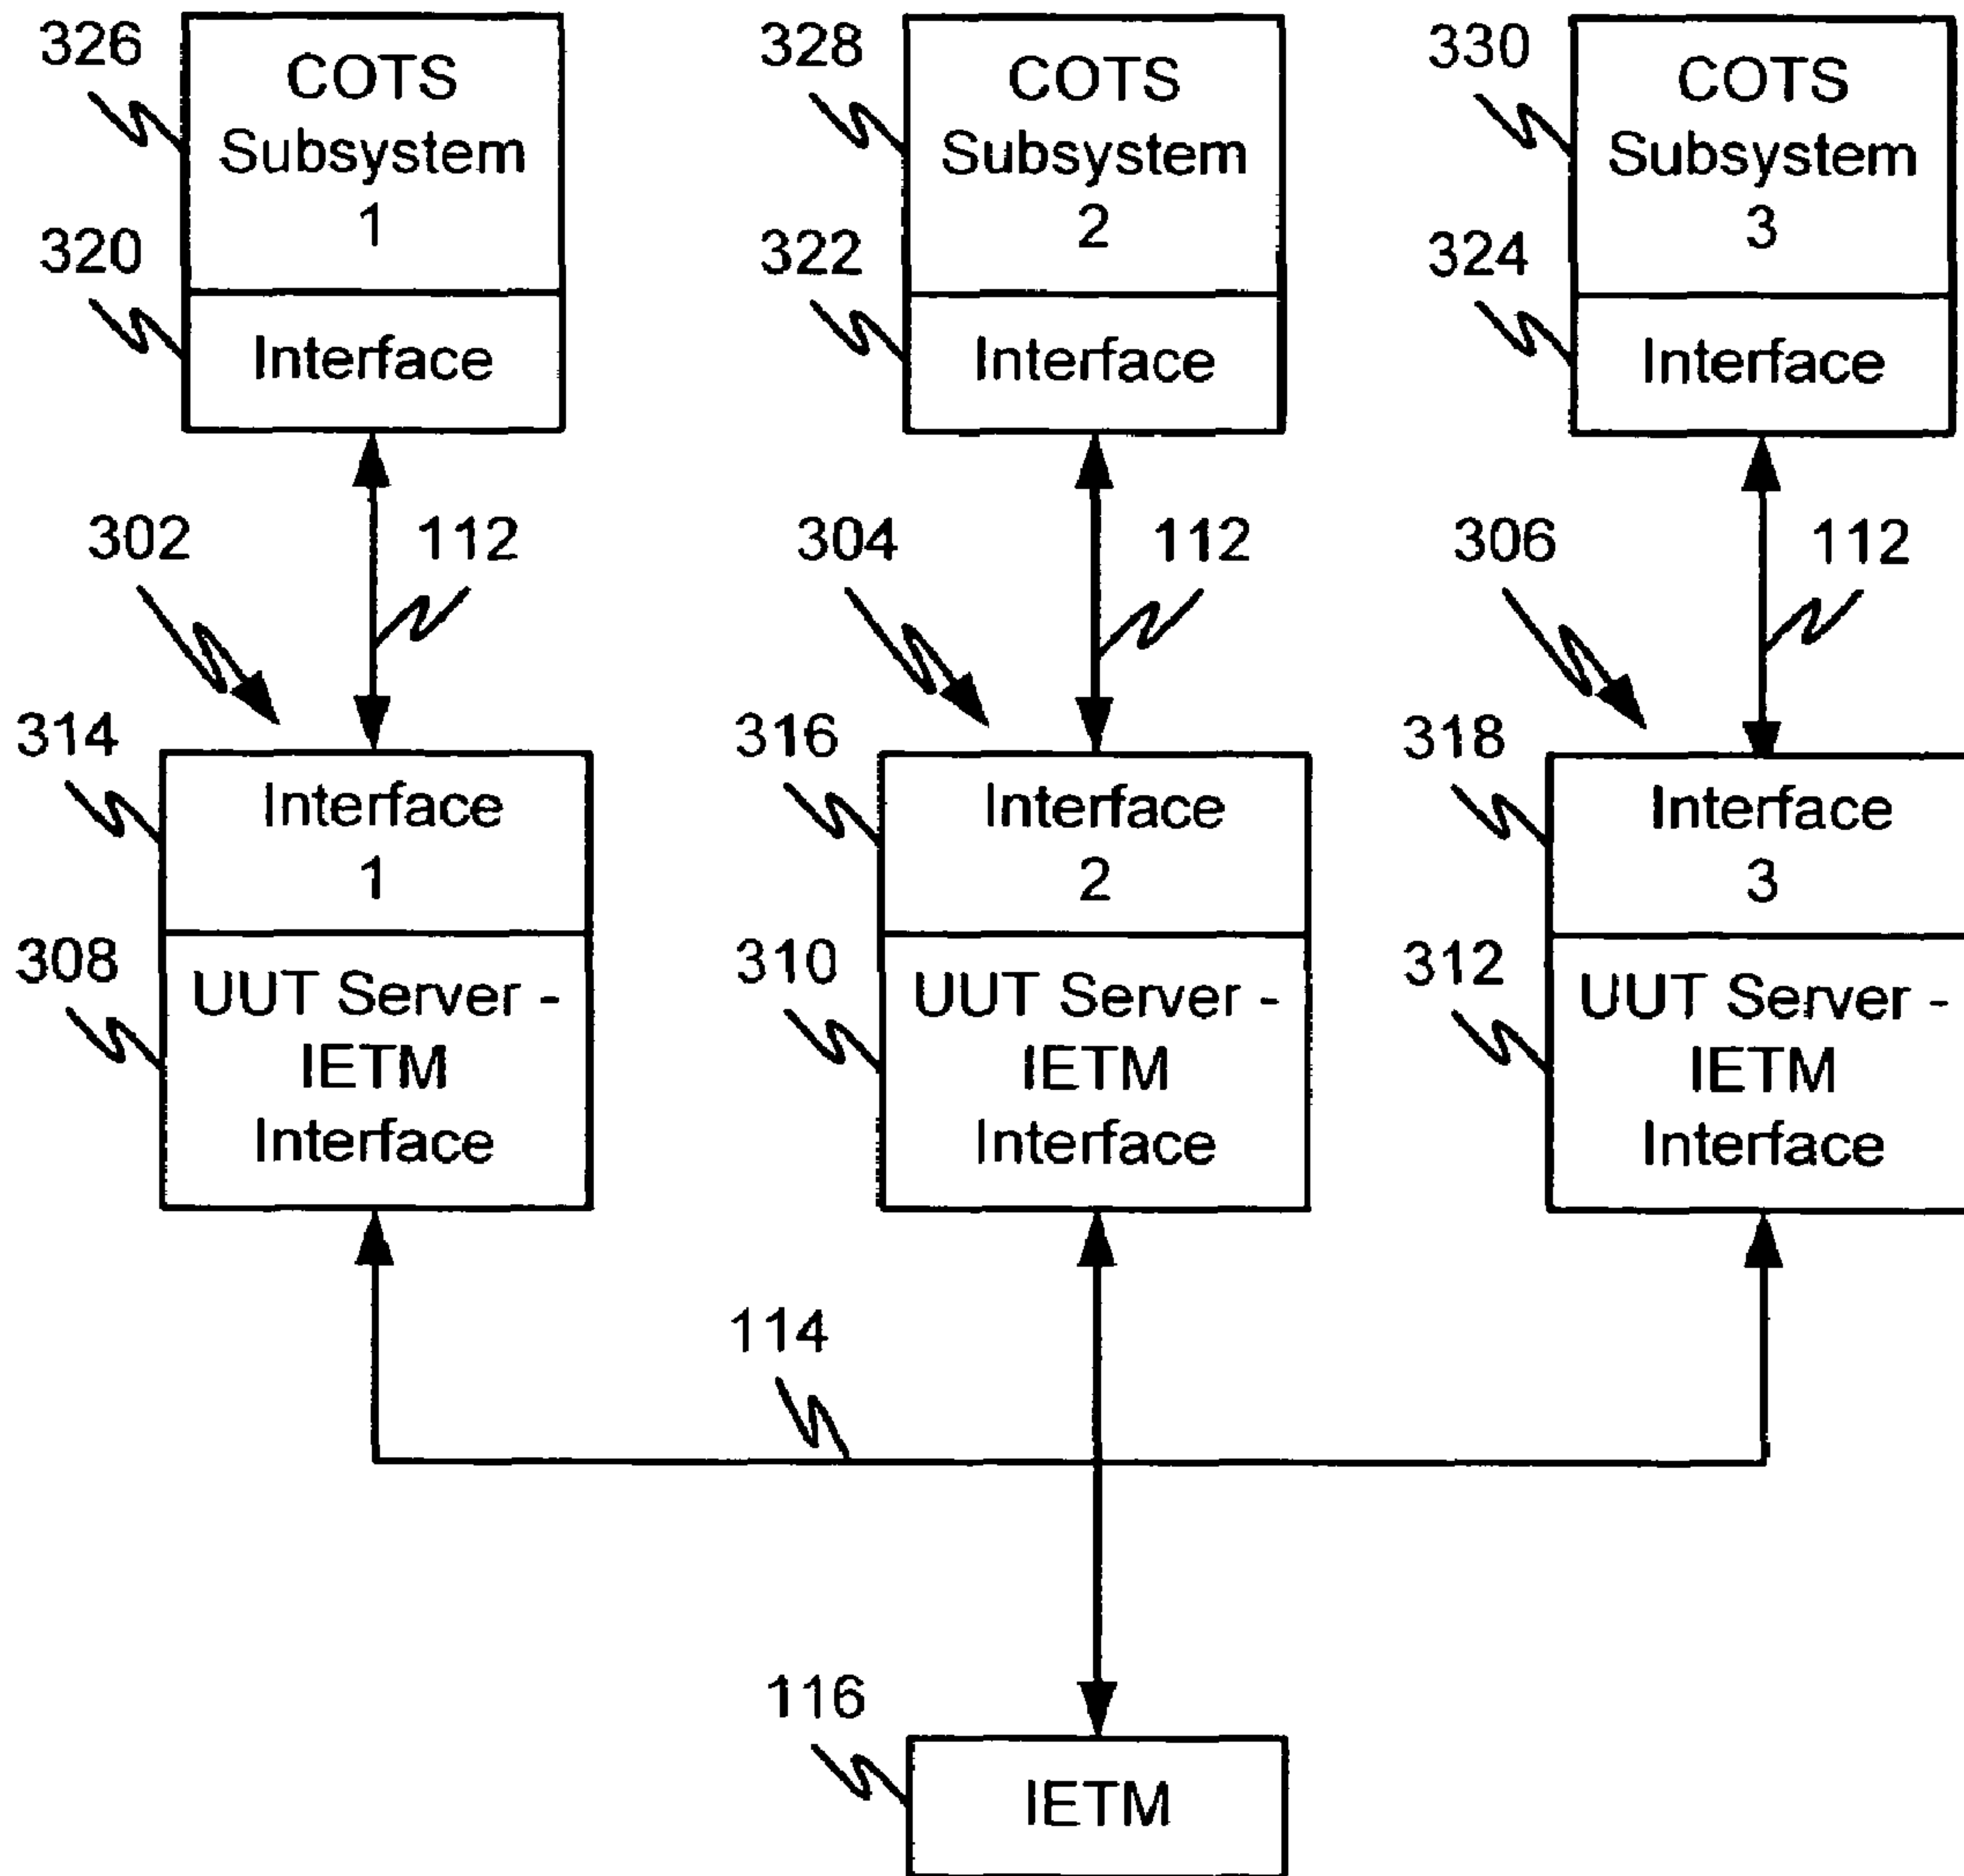 326
COTS
Subsystem
1
320
Interface
328
COTS
Subsystem
2
322
Interface
330
COTS
Subsystem
3
324
Interface
302
112
304
112
306
112
314
Interface
1
308
UUT Server -
IETM
Interface
316
Interface
2
310
UUT Server -
IETM
Interface
318
Interface
3
312
UUT Server -
IETM
Interface
114
116
IETM